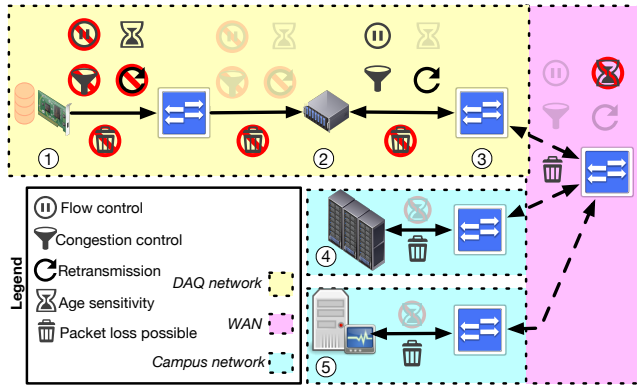 1
2
3
4
5
Legend
Flow control
Congestion control
Retransmission
Age sensitivity
Packet loss possible
DAQ network
WAN
Campus network